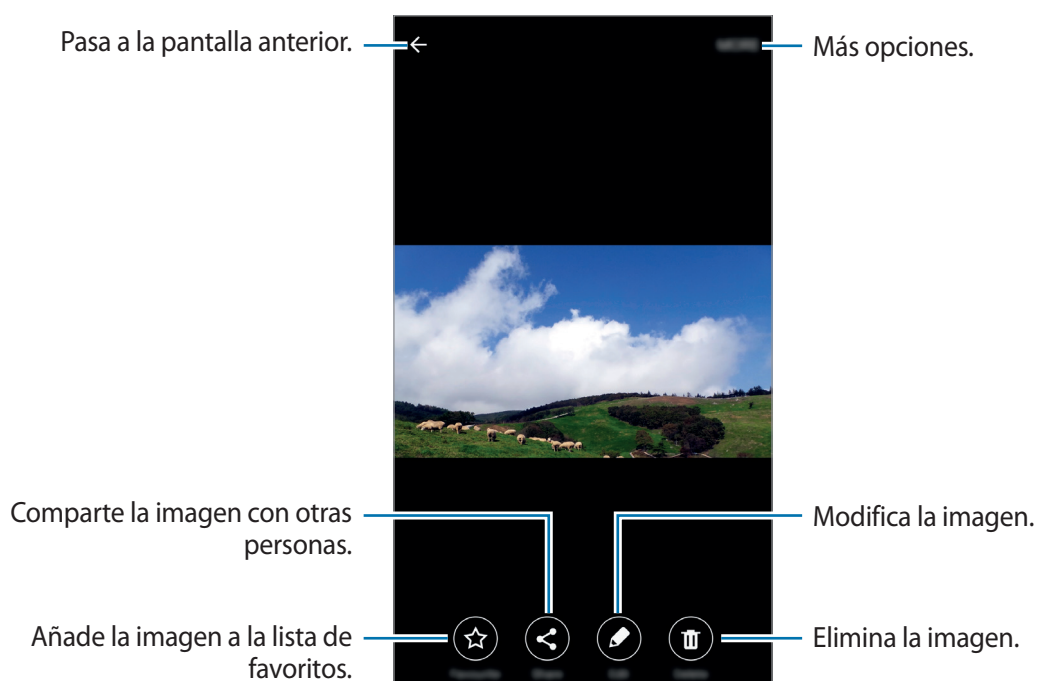 Pasa a la pantalla anterior.
Más opciones.
Comparte la imagen con otras
personas.
Modifica la imagen.
Añade la imagen a la lista de
favoritos.
Elimina la imagen.